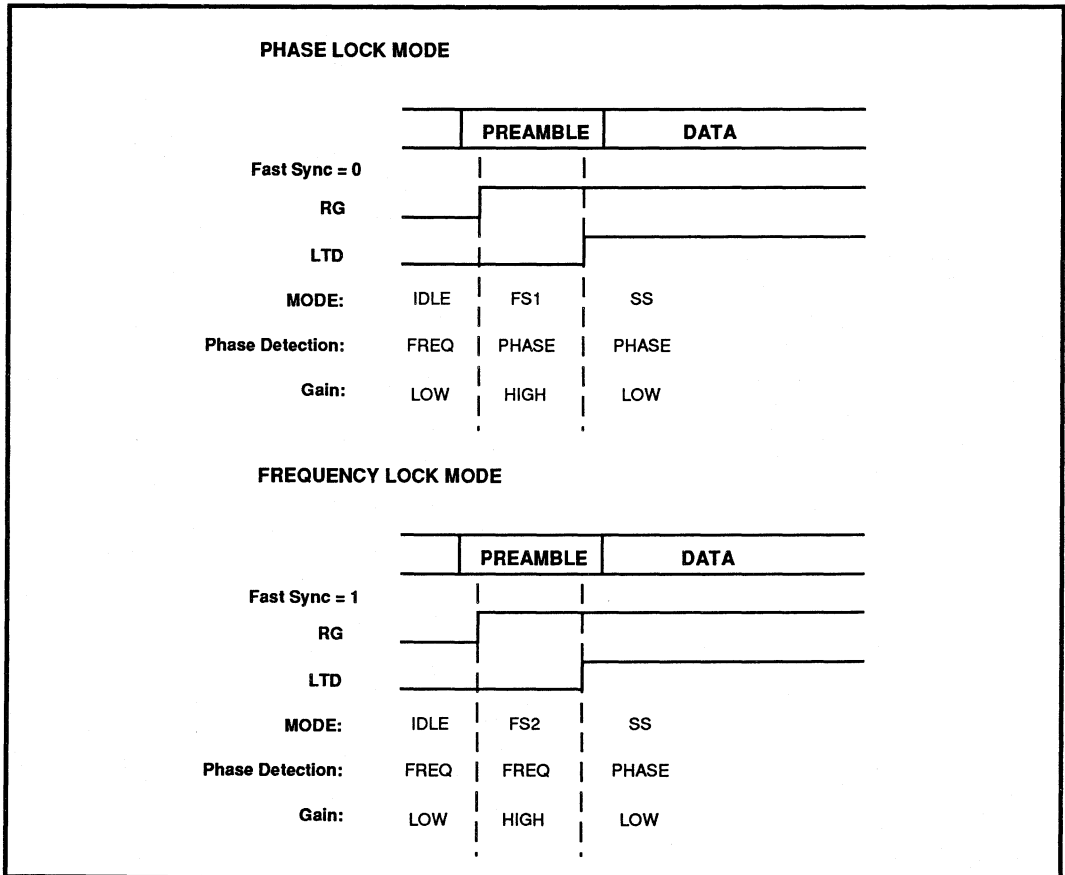 PHASE LOCK MODE
PREAMBLE DATA
Fast Sync = 0
RG
LTD
MODE: IDLE FS1 SS
Phase Detection: FREQ PHASE PHASE
Gain: LOW HIGH LOW
FREQUENCY LOCK MODE
PREAMBLE DATA
Fast Sync = 1
RG
LTD
MODE: IDLE FS2 SS
Phase Detection: FREQ FREQ PHASE
Gain: LOW HIGH LOW